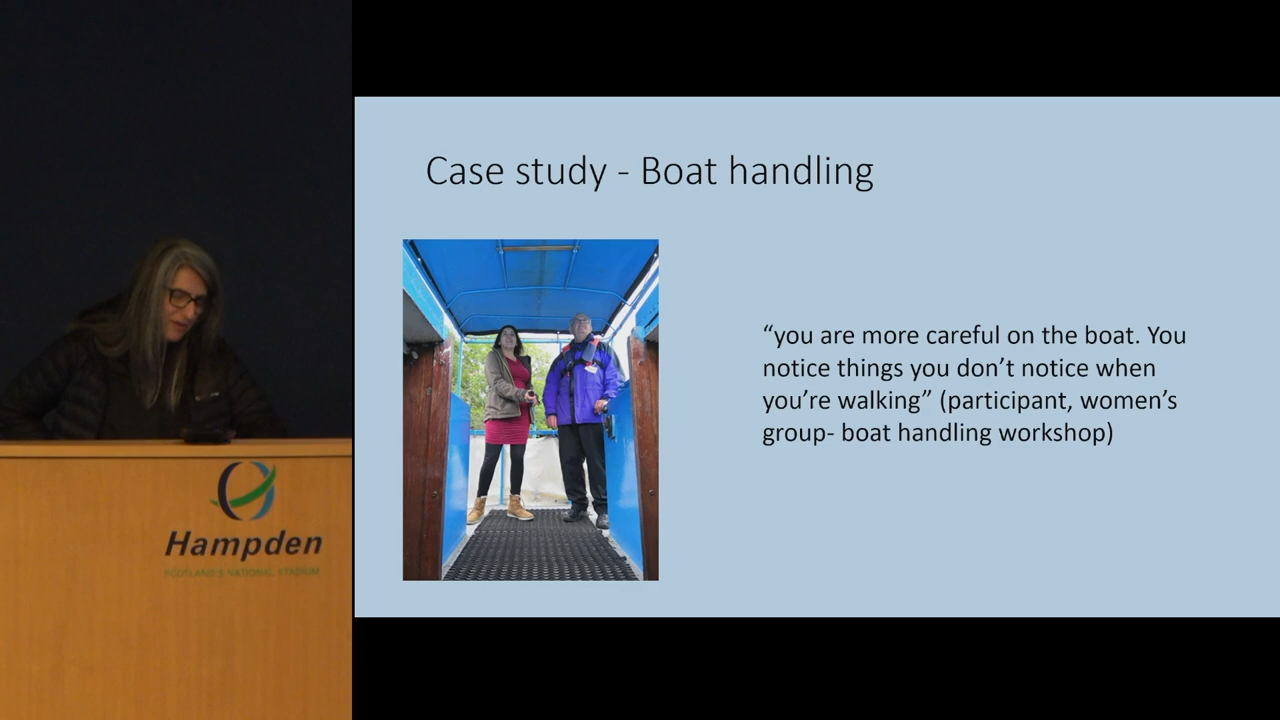 Case study - Boat handling
“you are more careful on the boat. You
notice things you don’t notice when
you’re walking” (participant, women’s
group- boat handling workshop)
Hampden
SCOTLAND'S NATIONAL STADIUM